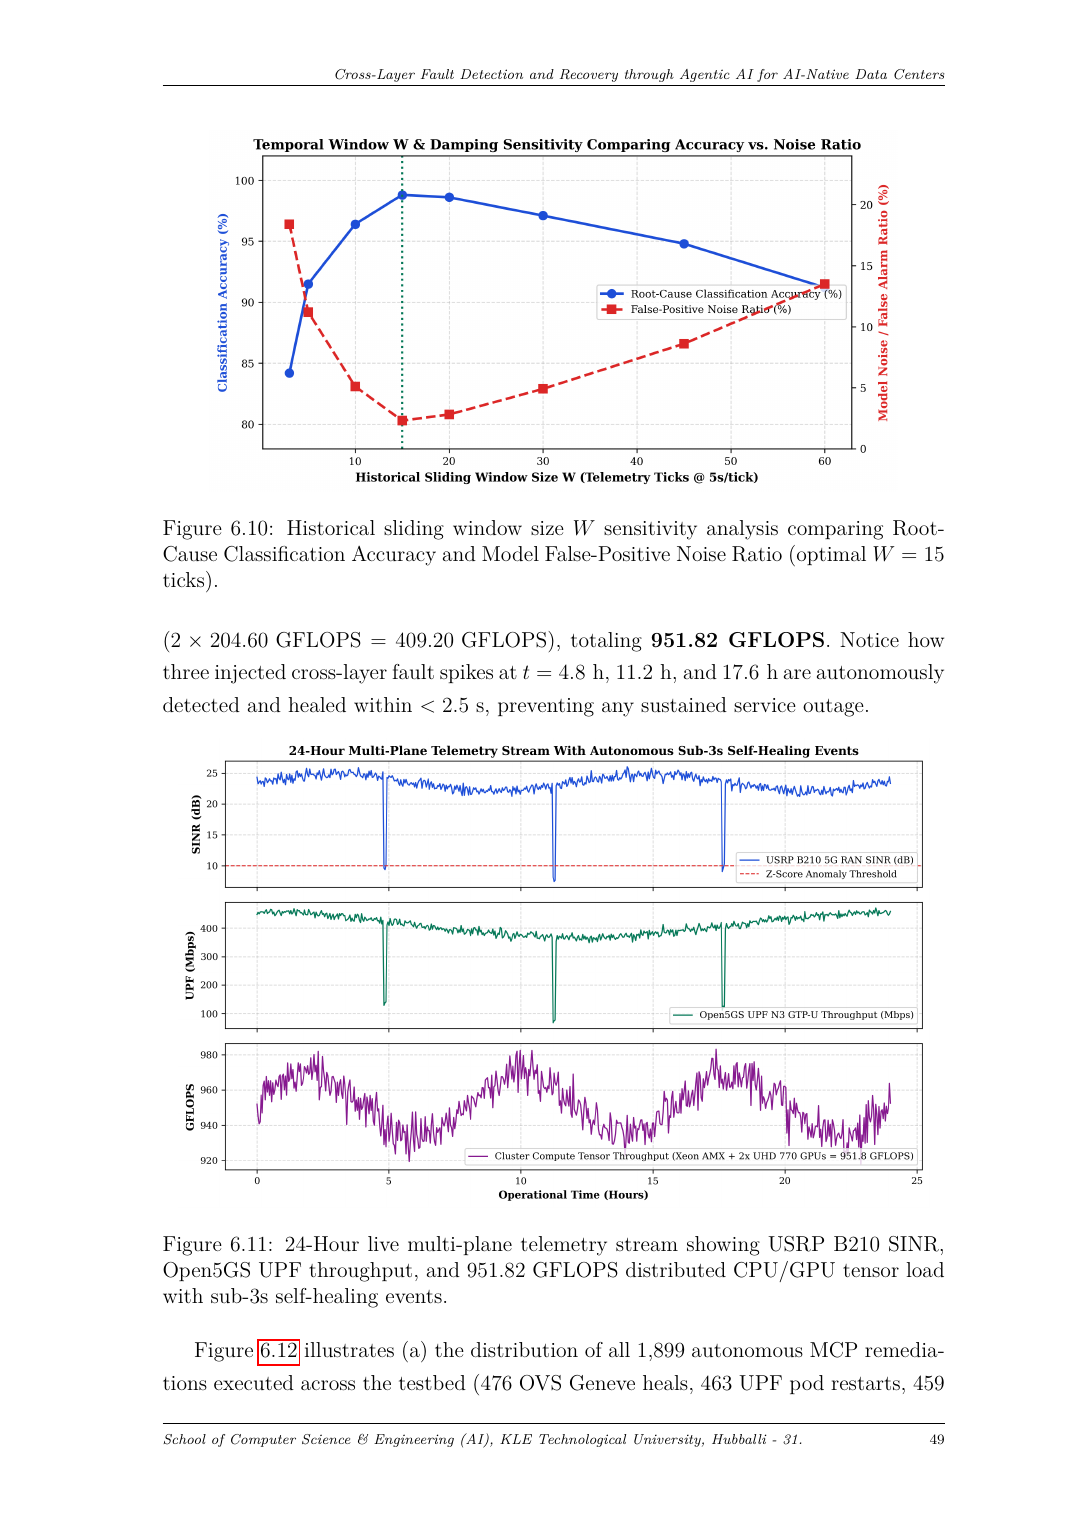 Cross-Layer Fault Detection and Recovery through Agentic AI for AI-Native Data Centers
Temporal Window W & Damping Sensitivity Comparing Accuracy vs. Noise Ratio
100
95
90
85
80
Classification Accuracy (%)
20
15
10
5
0
Model Noise / False Alarm Ratio (%)
Root-Cause Classification Accuracy (%)
False-Positive Noise Ratio (%)
10 20 30 40 50 60
Historical Sliding Window Size W (Telemetry Ticks @ 5s/tick)
Figure 6.10: Historical sliding window size W sensitivity analysis comparing Root-
Cause Classification Accuracy and Model False-Positive Noise Ratio (optimal W = 15
ticks).
(2 × 204.60 GFLOPS = 409.20 GFLOPS), totaling 951.82 GFLOPS. Notice how
three injected cross-layer fault spikes at t = 4.8 h, 11.2 h, and 17.6 h are autonomously
detected and healed within < 2.5 s, preventing any sustained service outage.
24-Hour Multi-Plane Telemetry Stream With Autonomous Sub-3s Self-Healing Events
25
20
15
10
SINR (dB)
USRP B210 5G RAN SINR (dB)
Z-Score Anomaly Threshold
400
300
200
100
UPF (Mbps)
Open5GS UPF N3 GTP-U Throughput (Mbps)
980
960
940
920
GFLOPS
Cluster Compute Tensor Throughput (Xeon AMX + 2x UHD 770 GPUs = 951.8 GFLOPS)
0 5 10 15 20 25
Operational Time (Hours)
Figure 6.11: 24-Hour live multi-plane telemetry stream showing USRP B210 SINR,
Open5GS UPF throughput, and 951.82 GFLOPS distributed CPU/GPU tensor load
with sub-3s self-healing events.
Figure 6.12 illustrates (a) the distribution of all 1,899 autonomous MCP remedia-
tions executed across the testbed (476 OVS Geneve heals, 463 UPF pod restarts, 459
School of Computer Science & Engineering (AI), KLE Technological University, Hubballi - 31. 49